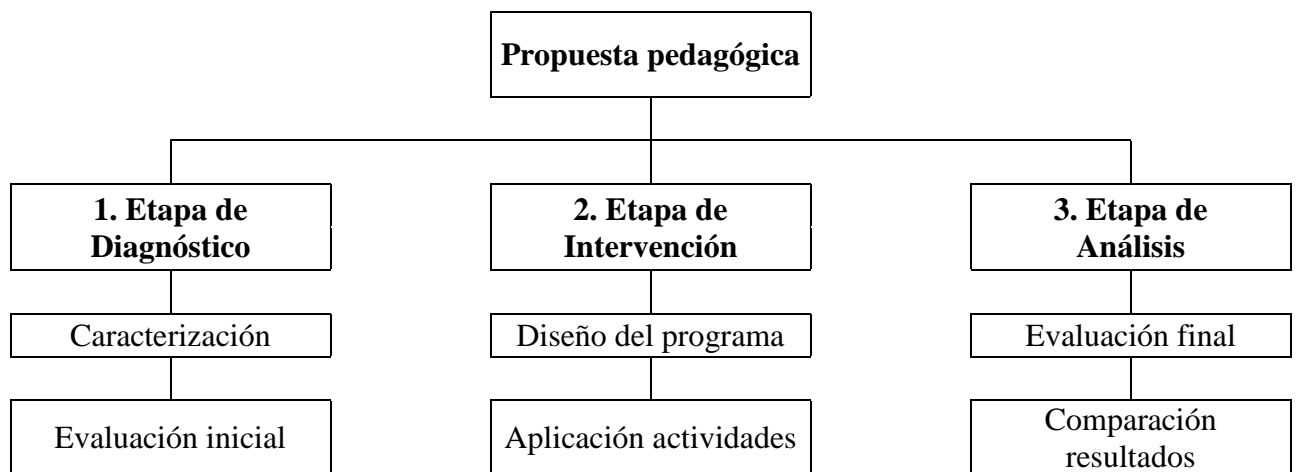 Propuesta pedagógica
1. Etapa de
Diagnóstico
2. Etapa de
Intervención
3. Etapa de
Análisis
Caracterización
Diseño del programa
Evaluación final
Evaluación inicial
Aplicación actividades
Comparación
resultados